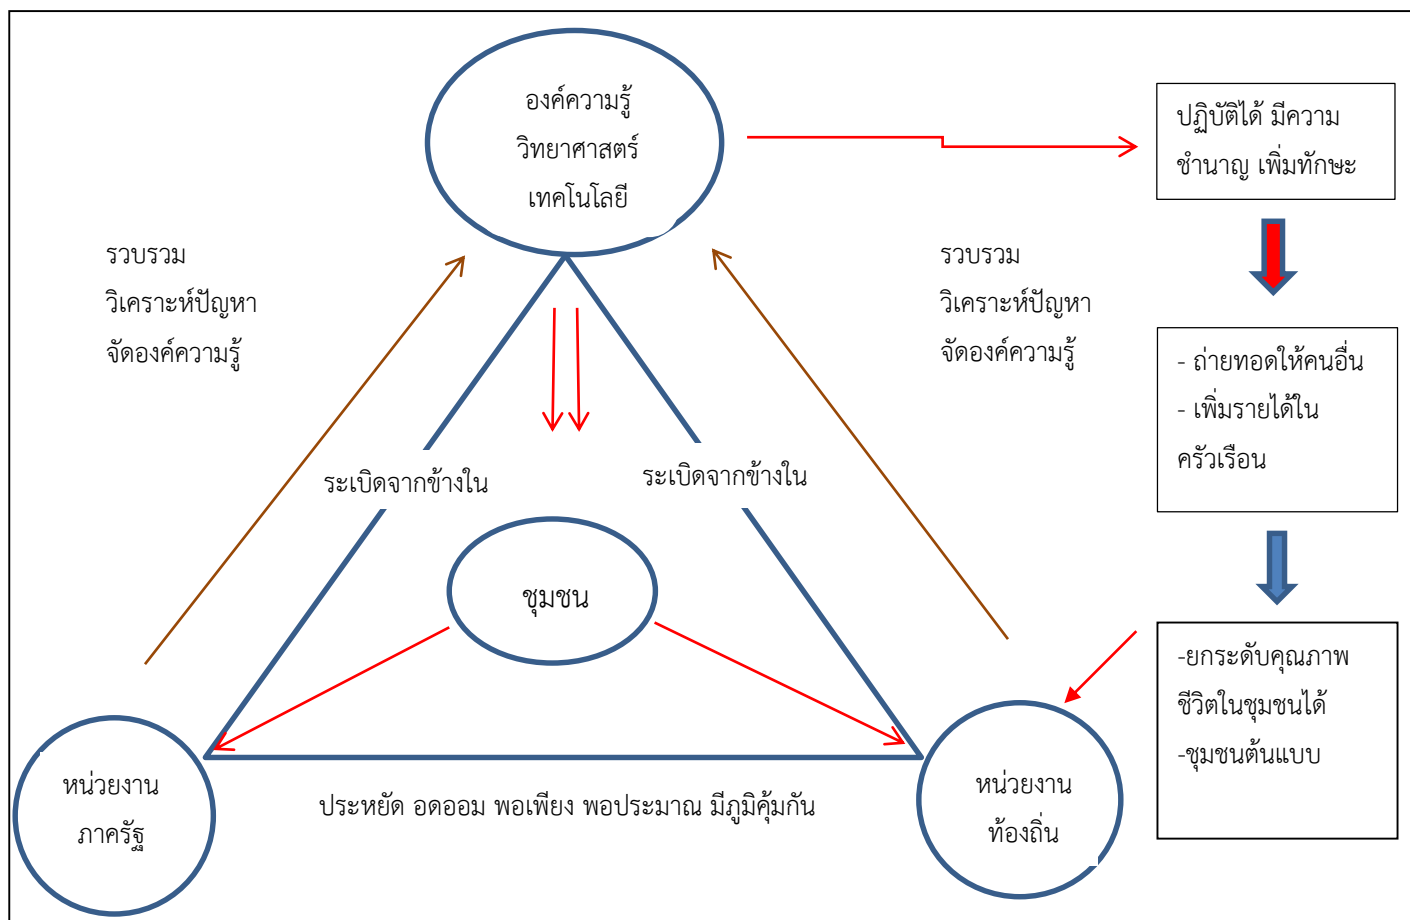 องค์ความรู้
วิทยาศาสตร์
เทคโนโลยี
ปฏิบัติได้ มีความ
ชำนาญ เพิ่มทักษะ
รวบรวม
วิเคราะห์ปัญหา
จัดองค์ความรู้
รวบรวม
วิเคราะห์ปัญหา
จัดองค์ความรู้
- ถ่ายทอดให้คนอื่น
- เพิ่มรายได้ใน
ครัวเรือน
ระเบิดจากข้างใน
ระเบิดจากข้างใน
ชุมชน
-ยกระดับคุณภาพ
ชีวิตในชุมชนได้
-ชุมชนต้นแบบ
หน่วยงาน
ภาครัฐ
ประหยัด อดออม พอเพียง พอประมาณ มีภูมิคุ้มกัน
หน่วยงาน
ท้องถิ่น